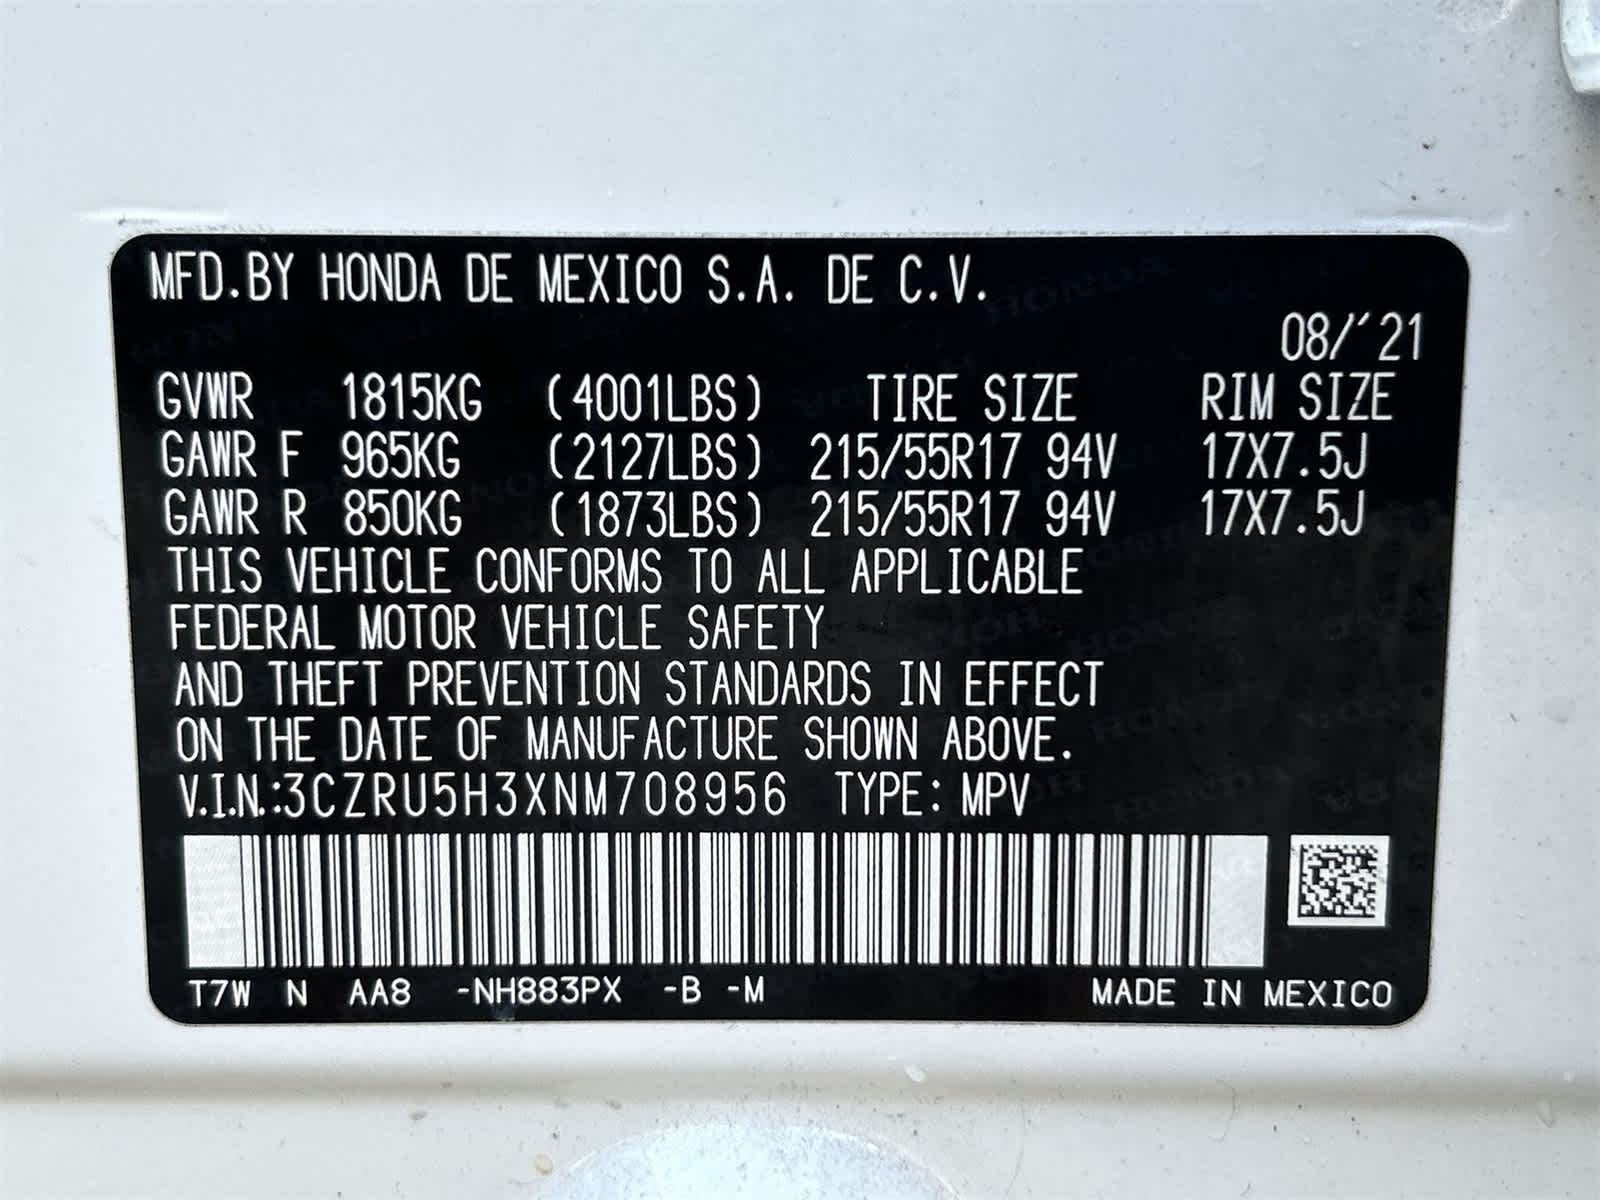 MFD.BY HONDA DE MEXICO S.A. DE C.V.
08/'21
GVWR 1815KG (4001LBS) TIRE SIZE RIM SIZE
GAWR F 965KG (2127LBS) 215/55R17 94V 17X7.5J
GAWR R 850KG (1873LBS) 215/55R17 94V 17X7.5J
THIS VEHICLE CONFORMS TO ALL APPLICABLE
FEDERAL MOTOR VEHICLE SAFETY
AND THEFT PREVENTION STANDARDS IN EFFECT
ON THE DATE OF MANUFACTURE SHOWN ABOVE.
V.I.N.:3CZRU5H3XNM708956 TYPE: MPV
T7W N AA8 -NH883PX -B -M MADE IN MEXICO